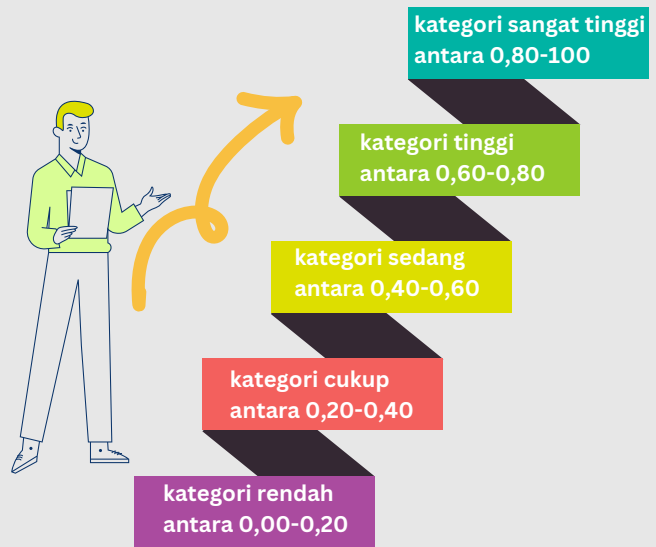 kategori sangat tinggi
antara 0,80-100
kategori tinggi
antara 0,60-0,80
kategori sedang
antara 0,40-0,60
kategori cukup
antara 0,20-0,40
kategori rendah
antara 0,00-0,20